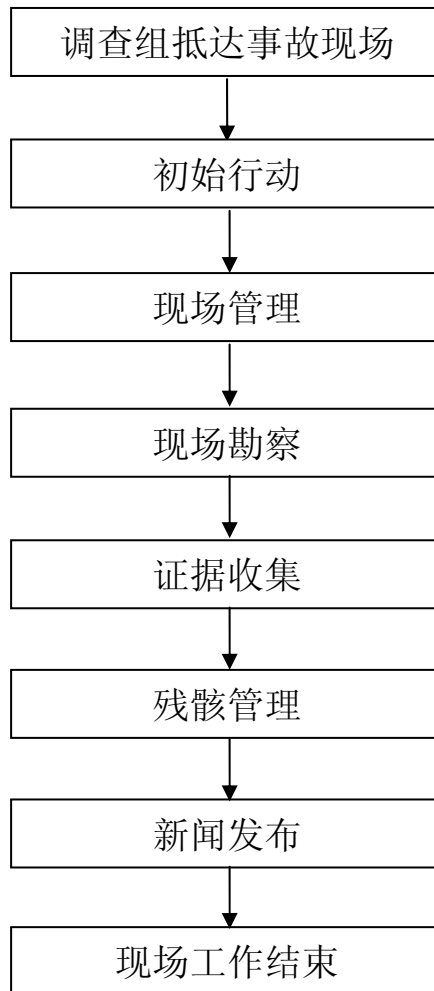 调查组抵达事故现场
初始行动
现场管理
现场勘察
证据收集
残骸管理
新闻发布
现场工作结束